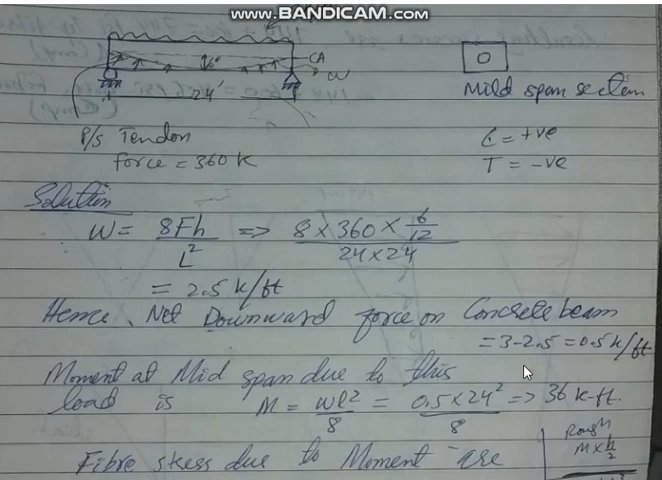 WWW.BANDICAM.COM
6"
CA
24'
Mild span section
P/s Tendon
force = 360 K
C = +ve
T = -ve
Solution
W = 8Fh / L² => 8 × 360 × 6/12 / 24 × 24
= 2.5 k/ft
Hence, Net Downward force on Concrete beam
= 3-2.5 = 0.5 k/ft
Moment at Mid span due to this
load is M = wl²/8 = 0.5 × 24²/8 => 36 k-ft.
Rough
M × h/2
Fibre stress due to Moment are